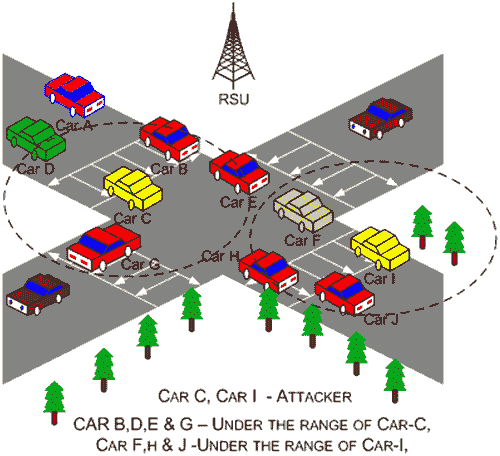 RSU
Car A
Car B
Car D
Car E
Car C
Car F
Car G
Car H
Car I
Car J
CAR C, CAR I - ATTACKER
CAR B,D,E & G – UNDER THE RANGE OF CAR-C,
CAR F,H & J -UNDER THE RANGE OF CAR-I,